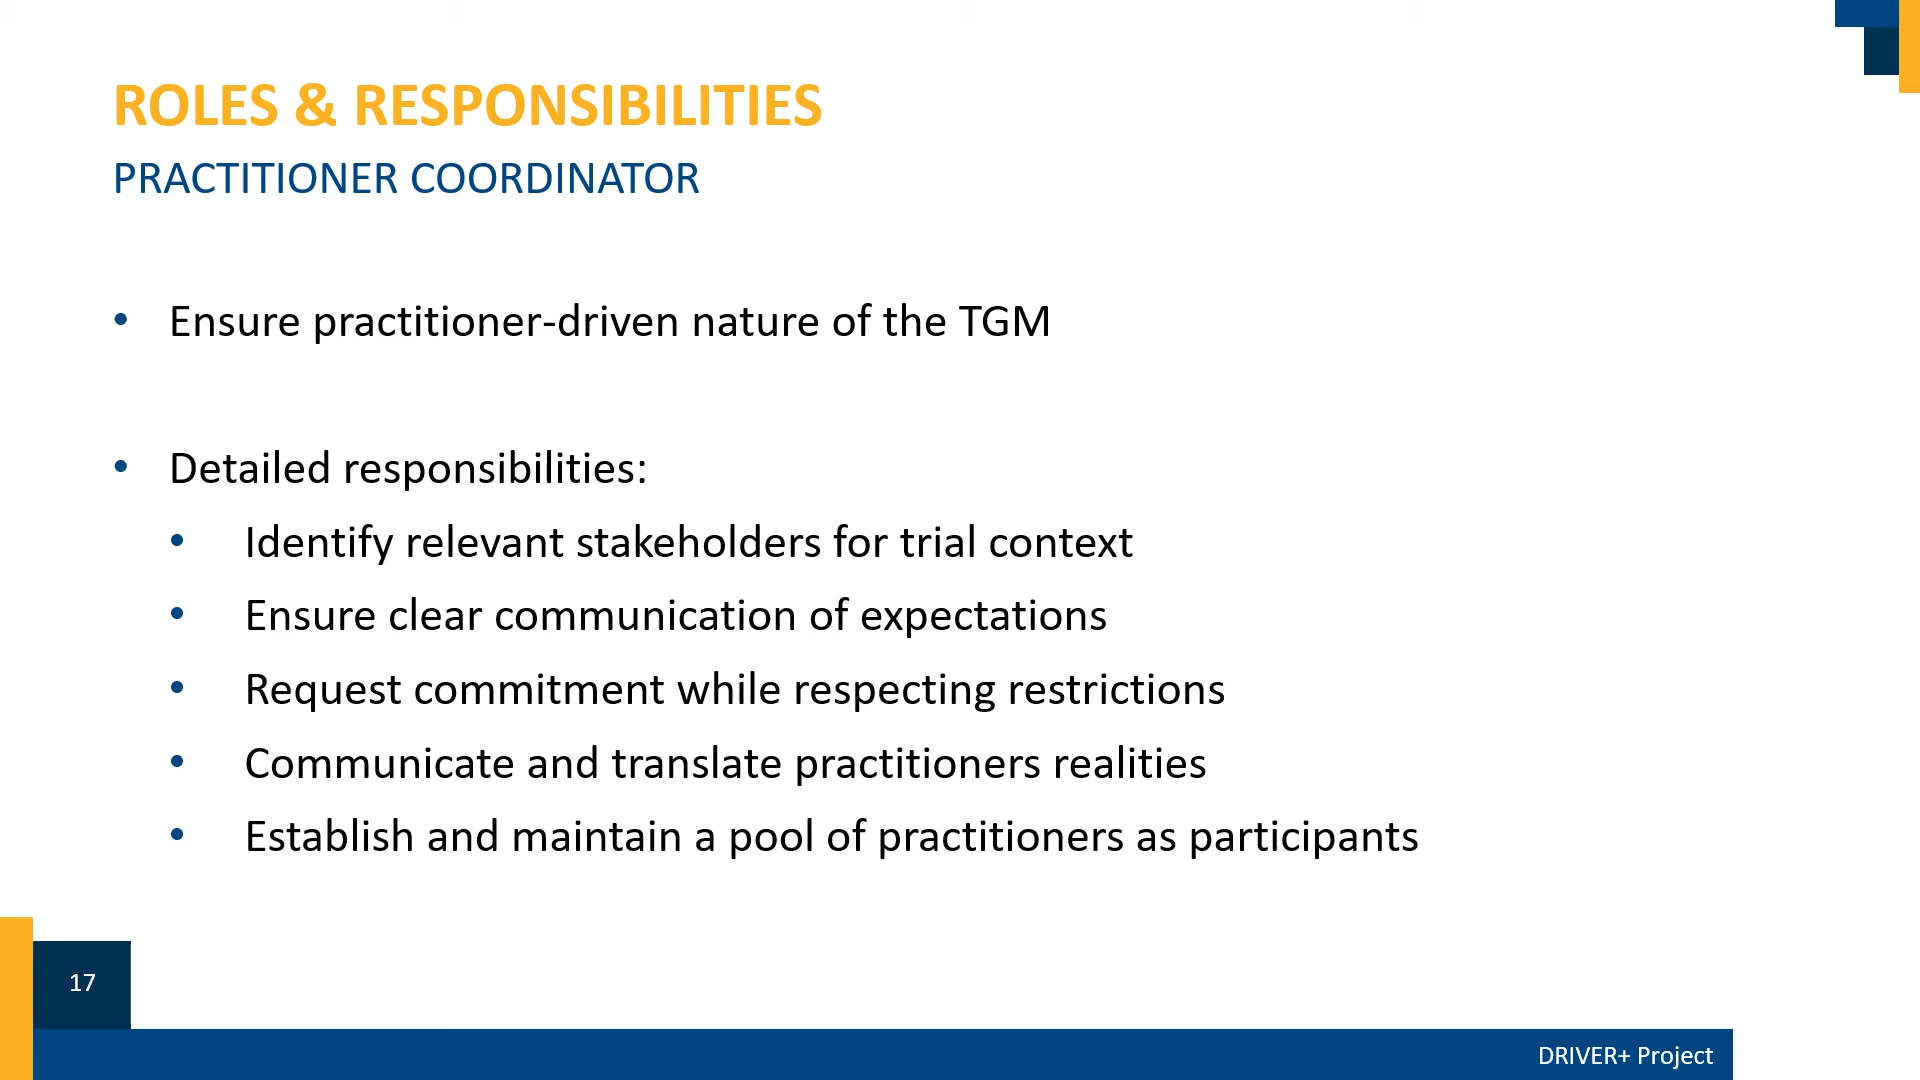 ROLES & RESPONSIBILITIES
PRACTITIONER COORDINATOR
• Ensure practitioner-driven nature of the TGM
• Detailed responsibilities:
• Identify relevant stakeholders for trial context
• Ensure clear communication of expectations
• Request commitment while respecting restrictions
• Communicate and translate practitioners realities
• Establish and maintain a pool of practitioners as participants
17
DRIVER+ Project